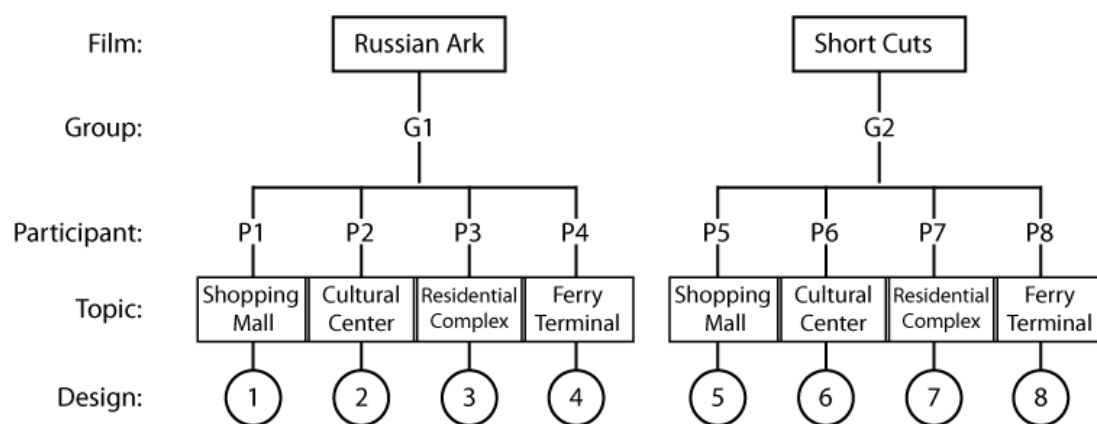 Film: Russian Ark Short Cuts
Group: G1 G2
Participant: P1 P2 P3 P4 P5 P6 P7 P8
Topic: Shopping Mall Cultural Center Residential Complex Ferry Terminal Shopping Mall Cultural Center Residential Complex Ferry Terminal
Design: 1 2 3 4 5 6 7 8